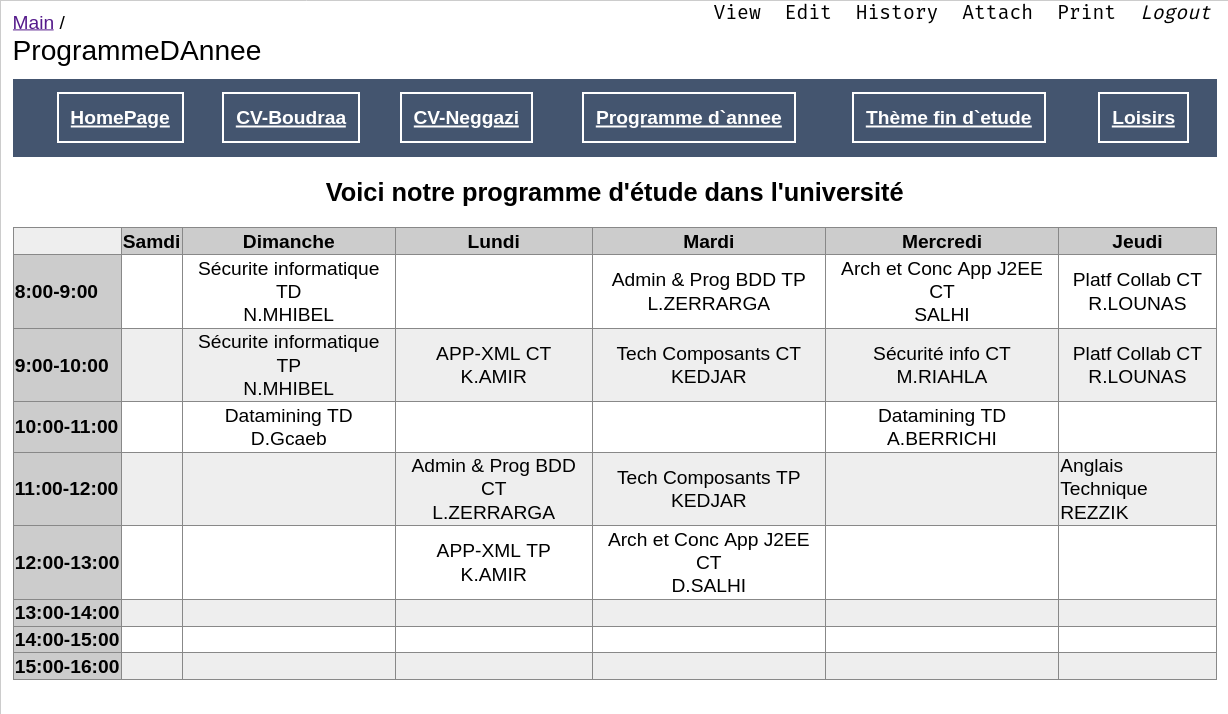 View Edit History Attach Print Logout
Main /
ProgrammeDAnnee
HomePage CV-Boudraa CV-Neggazi Programme d`annee Thème fin d`etude Loisirs
Voici notre programme d'étude dans l'université
Samdi Dimanche Lundi Mardi Mercredi Jeudi
8:00-9:00
Sécurite informatique
TD
N.MHIBEL
Admin & Prog BDD TP
L.ZERRARGA
Arch et Conc App J2EE
CT
SALHI
Platf Collab CT
R.LOUNAS
9:00-10:00
Sécurite informatique
TP
N.MHIBEL
APP-XML CT
K.AMIR
Tech Composants CT
KEDJAR
Sécurité info CT
M.RIAHLA
Platf Collab CT
R.LOUNAS
10:00-11:00
Datamining TD
D.Gcaeb
Datamining TD
A.BERRICHI
11:00-12:00
Admin & Prog BDD
CT
L.ZERRARGA
Tech Composants TP
KEDJAR
Anglais
Technique
REZZIK
12:00-13:00
APP-XML TP
K.AMIR
Arch et Conc App J2EE
CT
D.SALHI
13:00-14:00
14:00-15:00
15:00-16:00